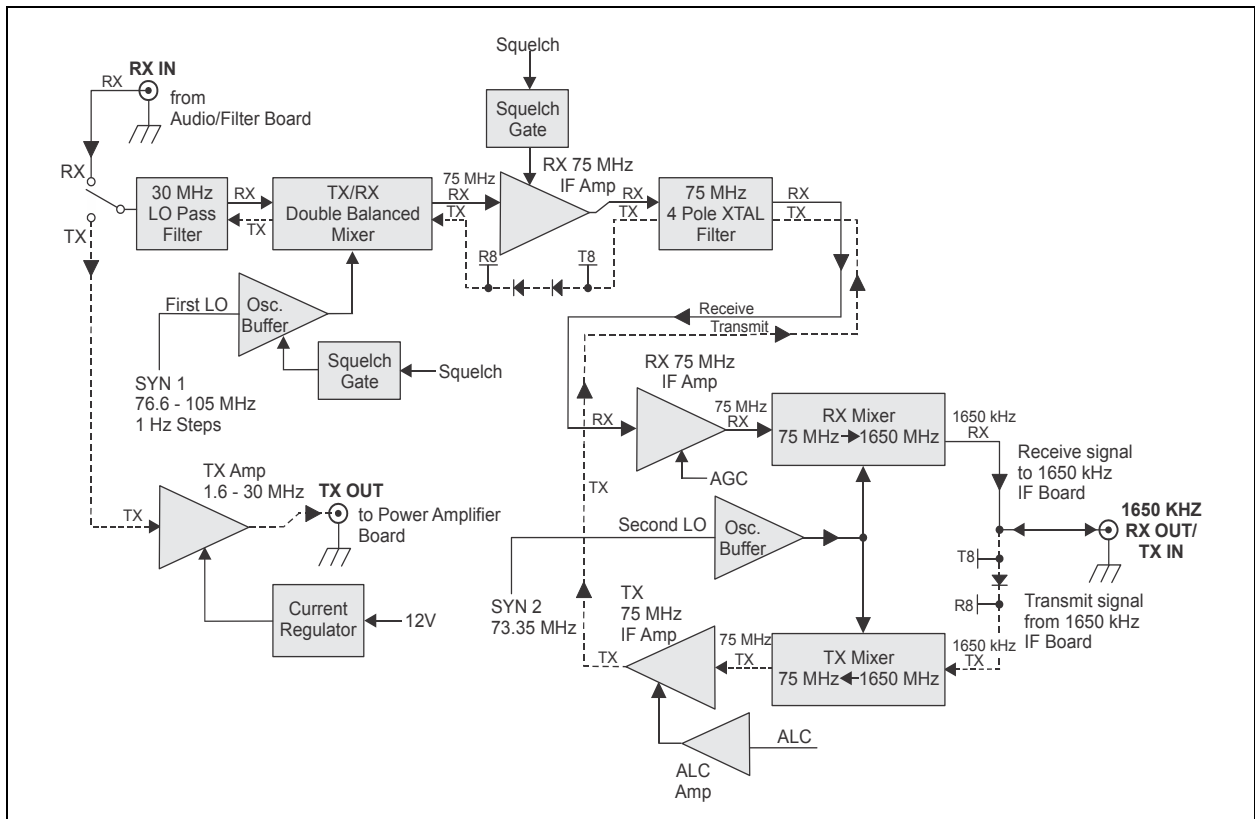 Squelch
RX IN
RX
from
Audio/Filter Board
Squelch
Gate
RX 75 MHz
IF Amp
RX
TX
30 MHz
LO Pass
Filter
RX
TX
TX/RX
Double Balanced
Mixer
75 MHz
RX
TX
RX
TX
75 MHz
4 Pole XTAL
Filter
RX
TX
R8
T8
First LO
Osc.
Buffer
Squelch
Gate
Squelch
SYN 1
76.6 - 105 MHz
1 Hz Steps
Receive
Transmit
RX 75 MHz
IF Amp
RX
75 MHz
RX
AGC
RX Mixer
75 MHz 1650 MHz
1650 kHz
RX
Receive signal
to 1650 kHz
IF Board
TX
TX Amp
1.6 - 30 MHz
TX
TX OUT
to Power Amplifier
Board
Current
Regulator
12V
Second LO
Osc.
Buffer
SYN 2
73.35 MHz
1650 KHZ
RX OUT/
TX IN
T8
R8
Transmit signal
from 1650 kHz
IF Board
TX
75 MHz
IF Amp
TX
75 MHz
TX
TX Mixer
75 MHz 1650 MHz
1650 kHz
TX
ALC
ALC
Amp